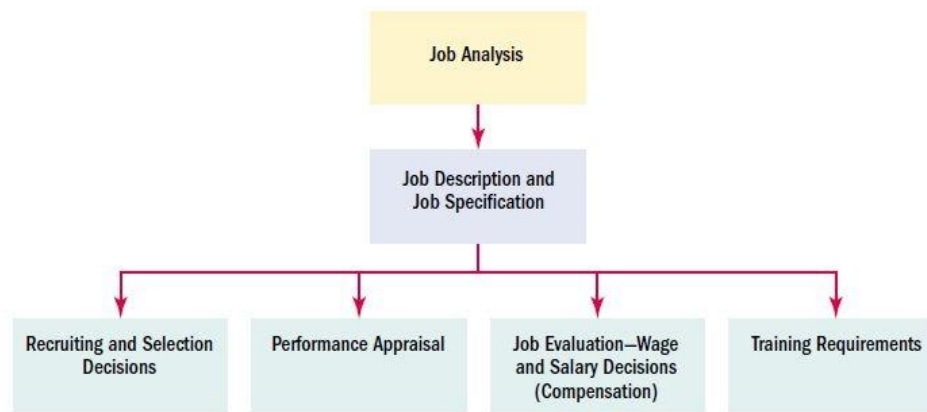 Job Analysis
Job Description and
Job Specification
Recruiting and Selection
Decisions
Performance Appraisal
Job Evaluation—Wage
and Salary Decisions
(Compensation)
Training Requirements